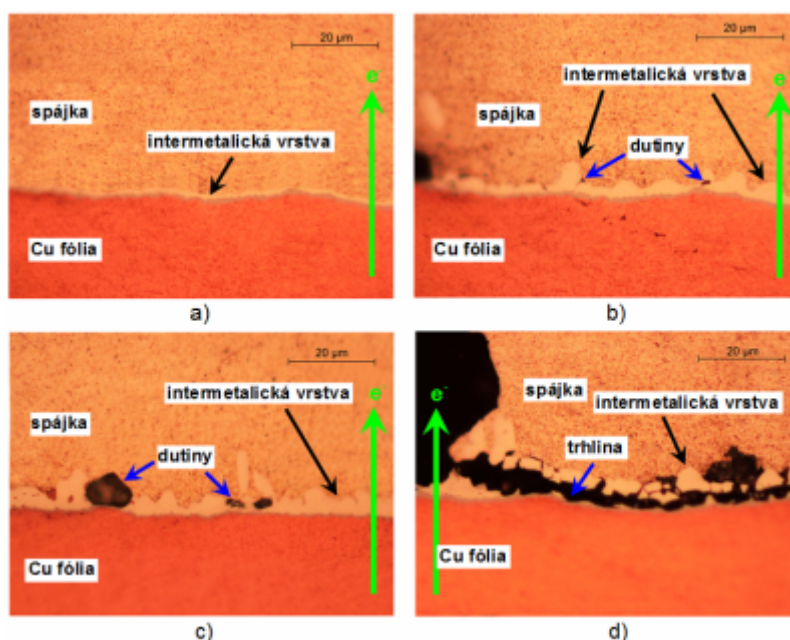 20 µm
e-
spájka
intermetalická vrstva
Cu fólia
a)
20 µm
e
intermetalická vrstva
spájka
dutiny
Cu fólia
b)
20 µm
e-
intermetalická vrstva
spájka
dutiny
Cu fólia
c)
20 µm
e-
spájka
intermetalická vrstva
trhlina
Cu fólia
d)